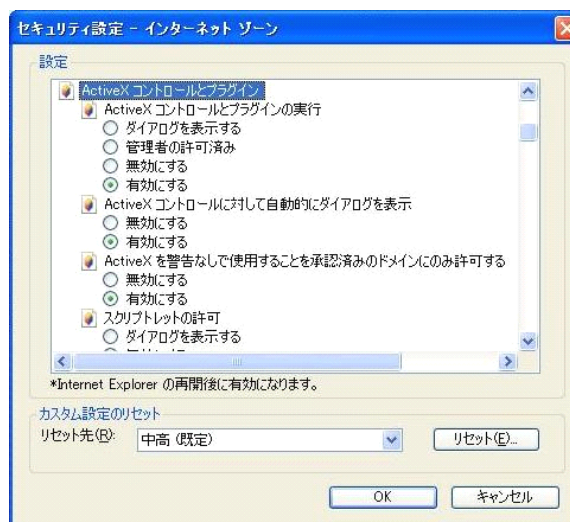 セキュリティ設定 - インターネット ゾーン
設定
ActiveX コントロールとプラグイン
ActiveX コントロールとプラグインの実行
ダイアログを表示する
管理者の許可済み
無効にする
有効にする
ActiveX コントロールに対して自動的にダイアログを表示
無効にする
有効にする
ActiveX を警告なしで使用することを承認済みのドメインにのみ許可する
無効にする
有効にする
スクリプトレットの許可
ダイアログを表示する
*Internet Explorer の再開後に有効になります。
カスタム設定のリセット
リセット先(R): 中高 (既定) リセット(E)...
OK キャンセル